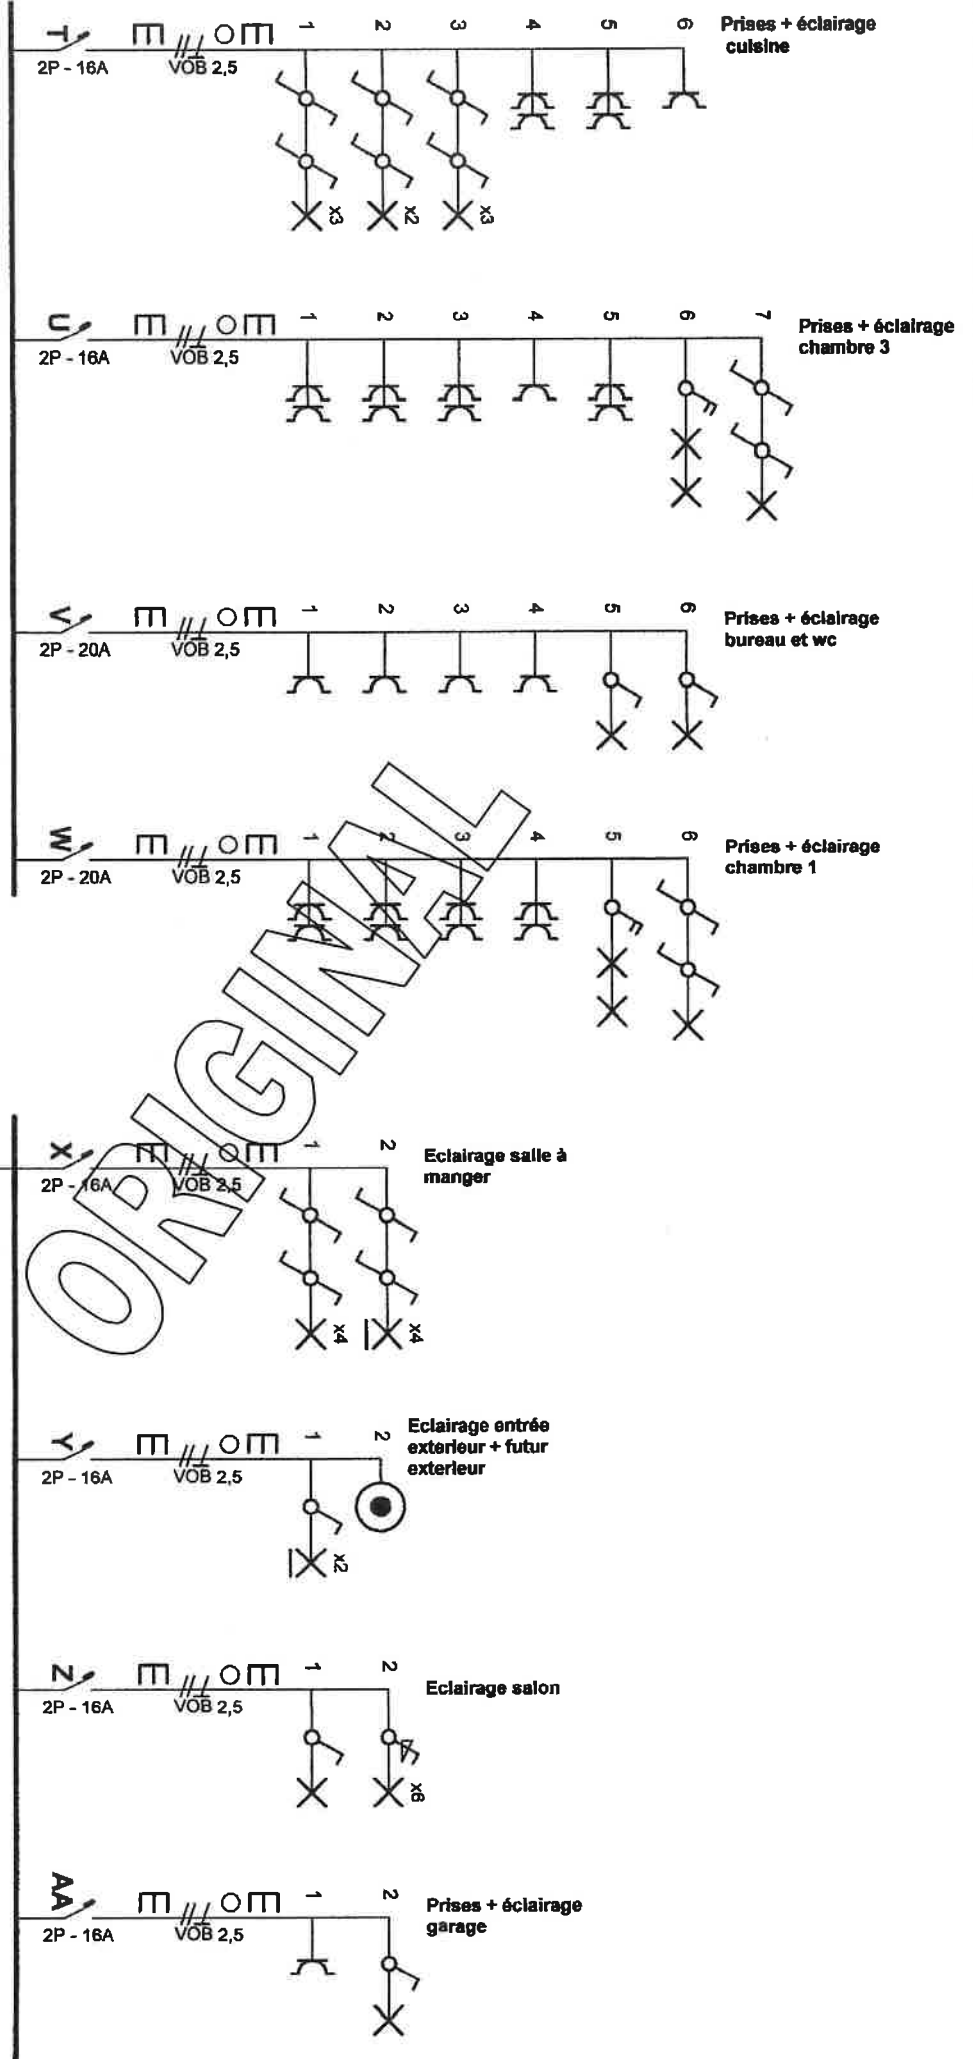 T 1 2 3 4 5 6 Prises + éclairage
cuisine
2P - 16A VOB 2,5
x3 x2 x3
U 1 2 3 4 5 6 7 Prises + éclairage
chambre 3
2P - 16A VOB 2,5
V 1 2 3 4 5 6 Prises + éclairage
bureau et wc
2P - 20A VOB 2,5
W 1 2 3 4 5 6 Prises + éclairage
chambre 1
2P - 20A VOB 2,5
ORIGINAL
X 1 2 Eclairage salle à
manger
2P - 16A VOB 2,5
x4 x4
Y 1 2 Eclairage entrée
exterieur + futur
exterieur
2P - 16A VOB 2,5
x2
Z 1 2 Eclairage salon
2P - 16A VOB 2,5
x6
AA 1 2 Prises + éclairage
garage
2P - 16A VOB 2,5